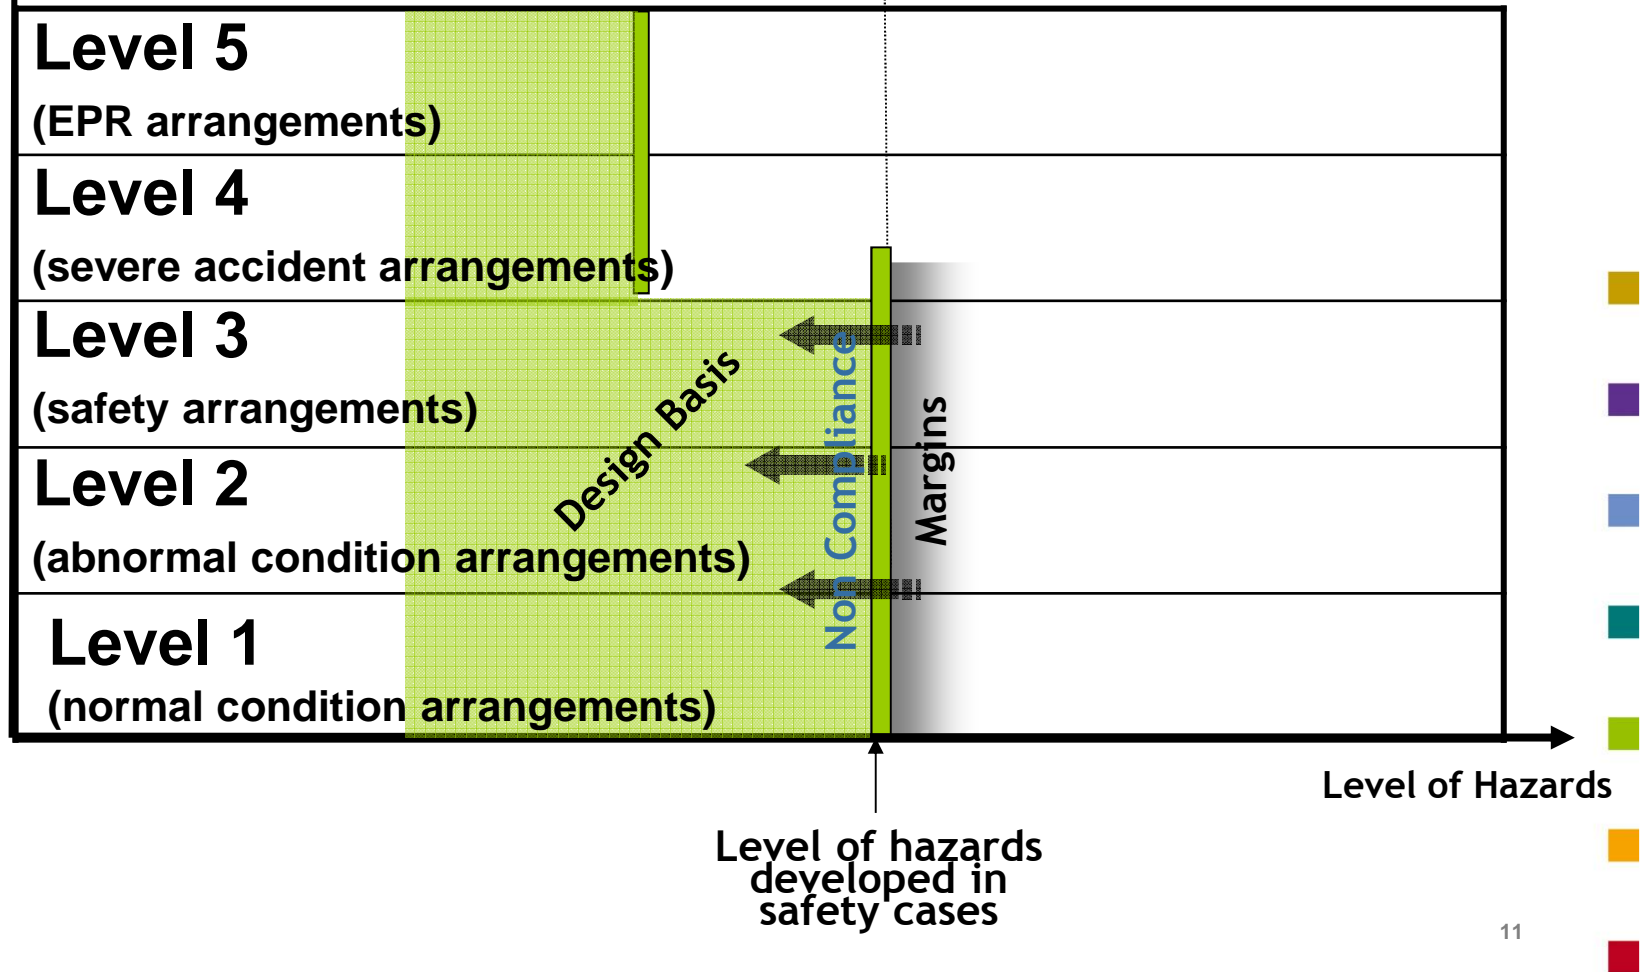 Level 5
(EPR arrangements)
Level 4
(severe accident arrangements)
Level 3
(safety arrangements)
Level 2
(abnormal condition arrangements)
Level 1
(normal condition arrangements)
Design Basis
Non Compliance
Margins
Level of Hazards
Level of hazards
developed in
safety cases
11